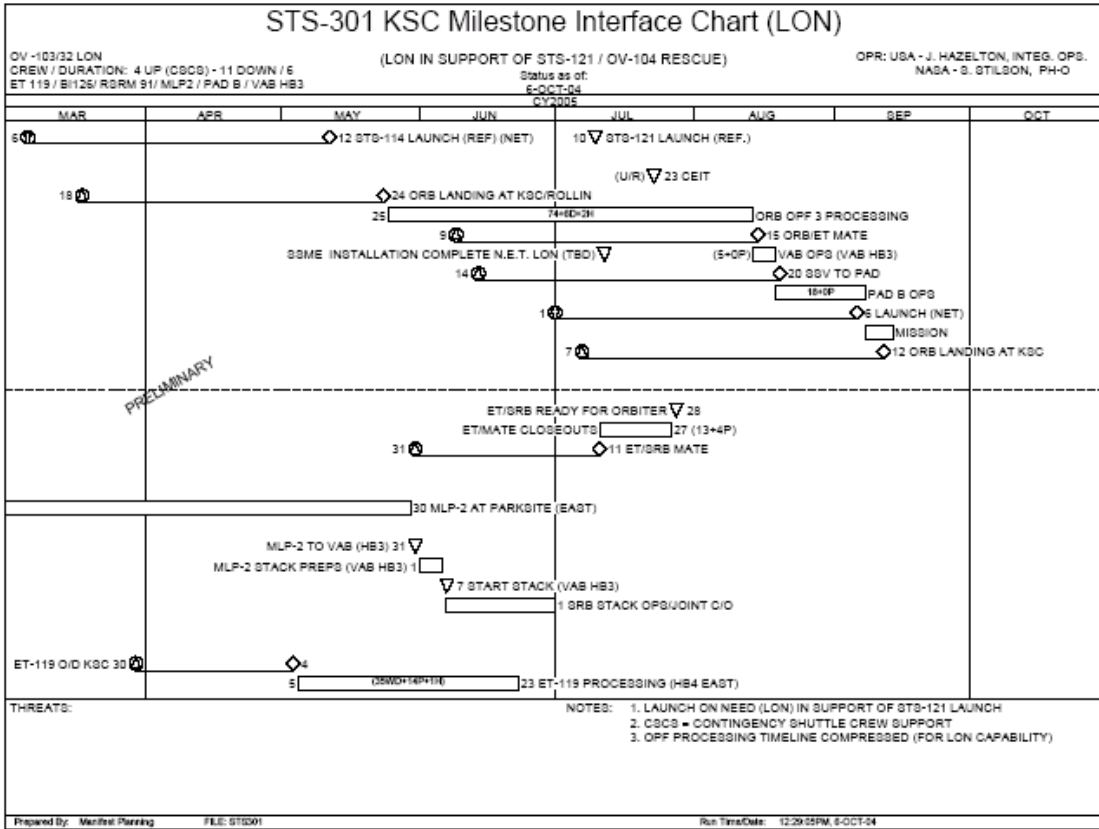 STS-301 KSC Milestone Interface Chart (LON)
OV -103/32 LON
CREW / DURATION: 4 UP (CSCS) - 11 DOWN / 6
ET 119 / BI126/ RSRM 91/ MLP2 / PAD B / VAB HB3
(LON IN SUPPORT OF STS-121 / OV-104 RESCUE)
Status as of:
6-OCT-04
OPR: USA - J. HAZELTON, INTEG. OPS.
NASA - S. STILSON, PH-O
CY2005
MAR APR MAY JUN JUL AUG SEP OCT
6 12 STS-114 LAUNCH (REF) (NET) 10 STS-121 LAUNCH (REF.)
(U/R) 23 CEIT
18 24 ORB LANDING AT KSC/ROLLIN
25 74+6D+2H ORB OPF 3 PROCESSING
9 15 ORB/ET MATE
SSME INSTALLATION COMPLETE N.E.T. LON (TBD) (5+0P) VAB OPS (VAB HB3)
14 20 SSV TO PAD
18+0P PAD B OPS
1 6 LAUNCH (NET)
MISSION
7 12 ORB LANDING AT KSC
PRELIMINARY
ET/SRB READY FOR ORBITER 28
ET/MATE CLOSEOUTS 27 (13+4P)
31 11 ET/SRB MATE
30 MLP-2 AT PARKSITE (EAST)
MLP-2 TO VAB (HB3) 31
MLP-2 STACK PREPS (VAB HB3) 1
7 START STACK (VAB HB3)
1 SRB STACK OPS/JOINT C/O
ET-119 O/D KSC 30 4
5 (35WD+14P+1H) 23 ET-119 PROCESSING (HB4 EAST)
THREATS:
NOTES: 1. LAUNCH ON NEED (LON) IN SUPPORT OF STS-121 LAUNCH
2. CSCS = CONTINGENCY SHUTTLE CREW SUPPORT
3. OPF PROCESSING TIMELINE COMPRESSED (FOR LON CAPABILITY)
Prepared By: Manifest Planning FILE: STS301 Run Time/Date: 12:29:05PM, 6-OCT-04